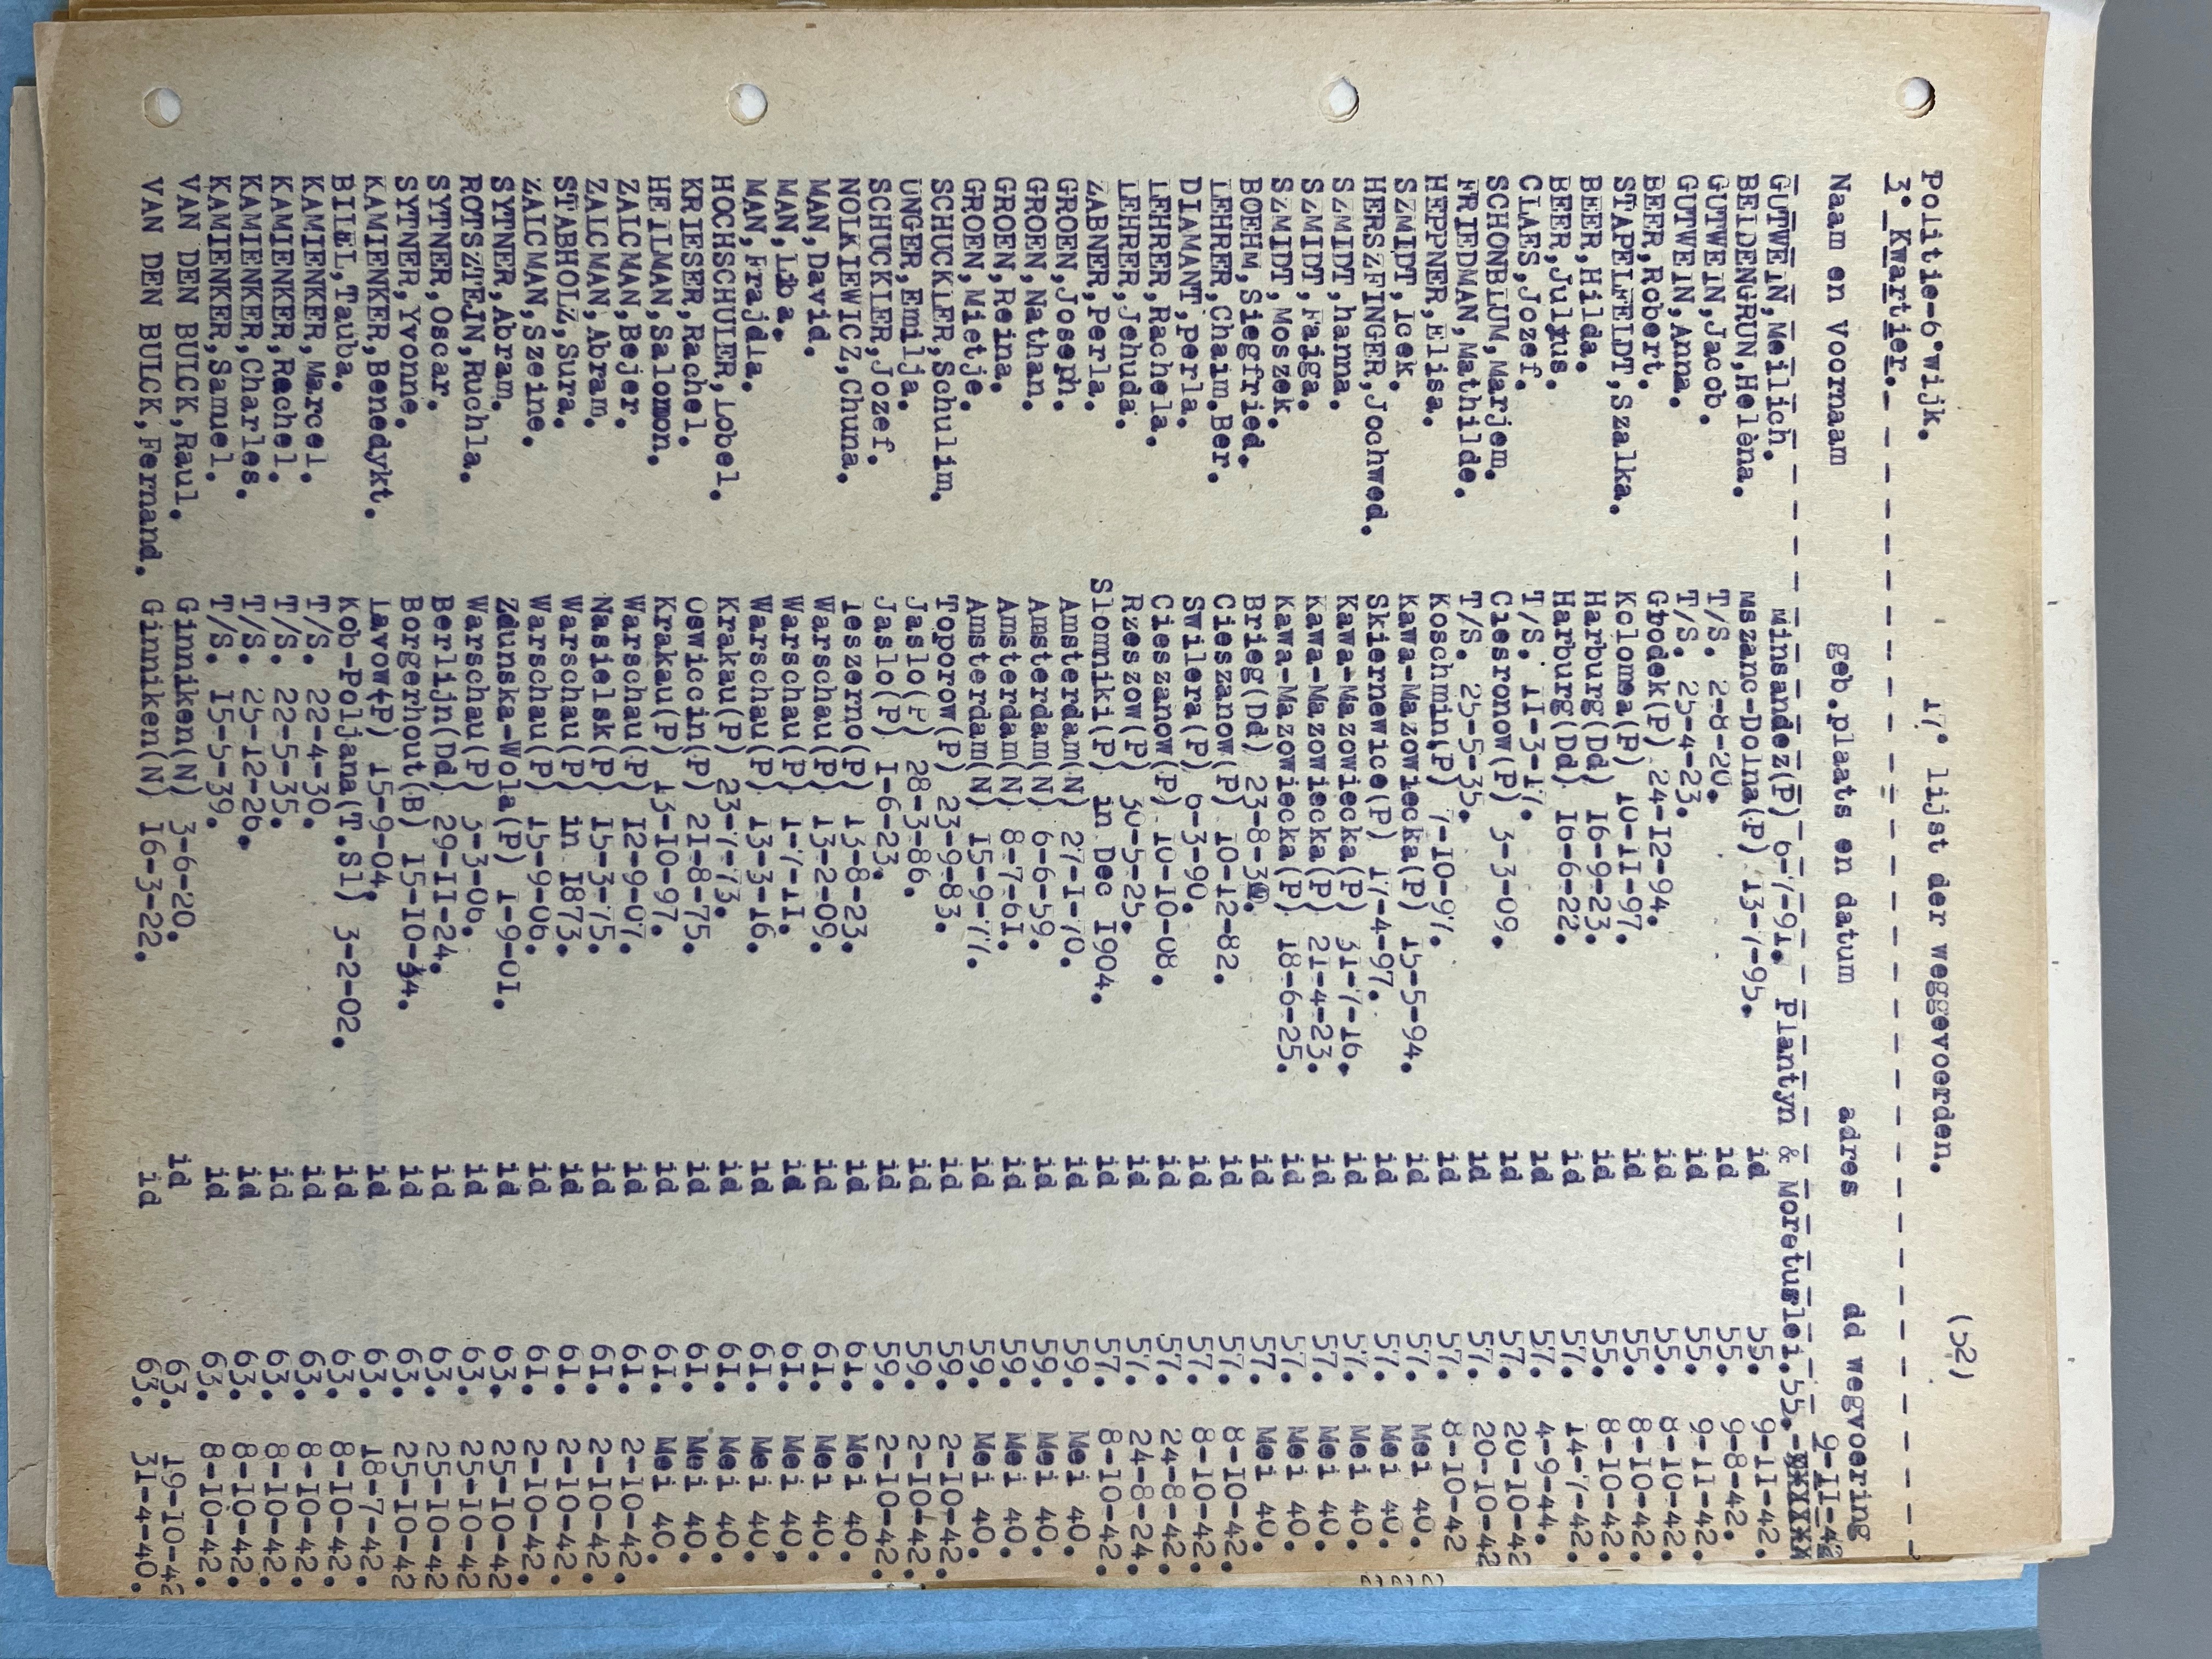 (52)
Politie-6°wijk. 17° lijst der weggevoerden.
3°_Kwartier.
Naam en Voornaam geb.plaats en datum adres dd wegvoering
GUTWEIN,Meilich. Minsandez(P) 6-7-91. Plantyn & Moretuslei.55. 9-11-42
BELDENGRUN,Helèna. Mszanc-Dolna(P) 13-7-95. id 55. 9-11-42.
GUTWEIN,Jacob. T/S. 2-8-20. id 55. 9-8-42.
GUTWEIN,Anna. T/S. 25-4-23. id 55. 9-11-42.
BEER,Robert. Gbodek(P) 24-12-94. id 55. 8-10-42.
STAPELFELDT,Szalka. Kolomea(P) 10-11-97. id 55. 8-10-42.
BEER,Hilda. Harburg(Dd) 16-9-23. id 55. 8-10-42.
BEER,Julyus. Harburg(Dd) 16-6-22. id 57. 14-7-42.
CLAES,Jozef. T/S. 11-3-17. id 57. 4-9-44.
SCHONBLUM,Marjem. Ciesronow(P) 3-3-09. id 57. 20-10-42
FRIEDMAN,Mathilde. T/S. 25-5-35. id 57. 20-10-42
HEPPNER,Elisa. Koschmin,P) 7-10-97. id 57. 8-10-42
SZMIDT,Icek. Kawa-Mazowiecka(P) 15-5-94. id 57. Mei 40.
HERSZFINGER,Jochwed. Skiernewice(P) 17-4-97. id 57. Mei 40.
SZMIDT,hanna. Kawa-Mazowiecka(P) 31-7-16. id 57. Mei 40.
SZMIDT,Faiga. Kawa-Mazowiecka(P) 21-4-23. id 57. Mei 40.
SZMIDT,Moszek. Kawa-Mazowiecka(P) 18-6-25. id 57. Mei 40.
BOEHM,Siegfried. Brieg(Dd) 23-8-30. id 57. Mei 40.
LEHRER,Chaim.Ber. Cieszanow(P) 10-12-82. id 57. 8-10-42.
DIAMANT,perla. Swilera(P) 6-3-90. id 57. 8-10-42.
LEHRER,Rachela. Cieszanow(P) 10-10-08. id 57. 24-8-42.
LEHRER,Jehuda. Rzeszow(P) 30-5-25. id 57. 24-8-24.
ZABNER,Perla. Slomniki(P) in Dec I904. id 57. 8-10-42.
GROEN,Joseph. Amsterdam(N) 27-1-70. id 59. Mei 40.
GROEN,Nathan. Amsterdam(N) 6-6-59. id 59. Mei 40.
GROEN,Reina. Amsterdam(N) 8-7-61. id 59. Mei 40.
GROEN,Mietje. Amsterdam(N) 15-9-77. id 59. Mei 40.
SCHUCKLER,Schulim. Toporow(P) 23-9-83. id 59. 2-10-42.
UNGER,Emilja. Jaslo(P) 28-3-86. id 59. 2-10-42.
SCHUCKIER,Jozef. Jaslo(P) I-6-23. id 59. 2-10-42.
NOLKIEWICZ,Chuna. leszerno(P) 13-8-23. id 61. Mei 40.
MAN,David. Warschau(P) 13-2-09. id 61. Mei 40.
MAN,Liba. Warschau(P) 1-7-11. id 61. Mei 40.
MAN,Frajdla. Warschau(P) 13-3-16. id 61. Mei 40.
HOCHSCHULER,Lobel. Krakau(P) 23-7-73. id 61. Mei 40.
KRIESER,Rachel. Oswiccin(P) 21-8-75. id 61. Mei 40.
HEILMAN,Salomon. Krakau(P) 13-10-97. id 61. Mei 40.
ZALCMAN,Bejer. Warschau(P) 12-9-07. id 61. 2-10-42.
ZALCMAN,Abram. Nasielsk(P) 15-3-75. id 61. 2-10-42.
STABHOLZ,Sura. Warschau(P) in 1873. id 61. 2-10-42.
ZALCMAN,Szeine. Warschau(P) 15-9-06. id 61. 2-10-42.
SYTNER,Abram. Zdunska-Wola(P) 1-9-01. id 63. 25-10-42
ROTSZTEJN,Ruchla. Warschau(P) 3-3-06. id 63. 25-10-42
SYTNER,Oscar. Berlijn(Dd) 29-11-24. id 63. 25-10-42
SYTNER,Yvonne. Borgerhout(B) 15-10-34. id 63. 25-10-42
KAMIENKER,Benedykt. Lavow(P) 15-9-04. id 63. 18-7-42.
BILEL,Tauba. Kob-Poljana(T.Sl) 3-2-02. id 63. 8-10-42.
KAMIENKER,Marcel. T/S. 22-4-30. id 63. 8-10-42.
KAMIENKER,Rachel. T/S. 22-5-35. id 63. 8-10-42.
KAMIENKER,Charles. T/S. 25-12-26. id 63. 8-10-42.
KAMIENKER,Samuel. T/S. 15-5-39. id 63. 8-10-42.
VAN DEN BULCK,Raul. Ginniken(N) 3-6-20. id 63. 19-10-42
VAN DEN BULCK,Fernand. Ginniken(N) 16-3-22. id 63. 31-4-40.